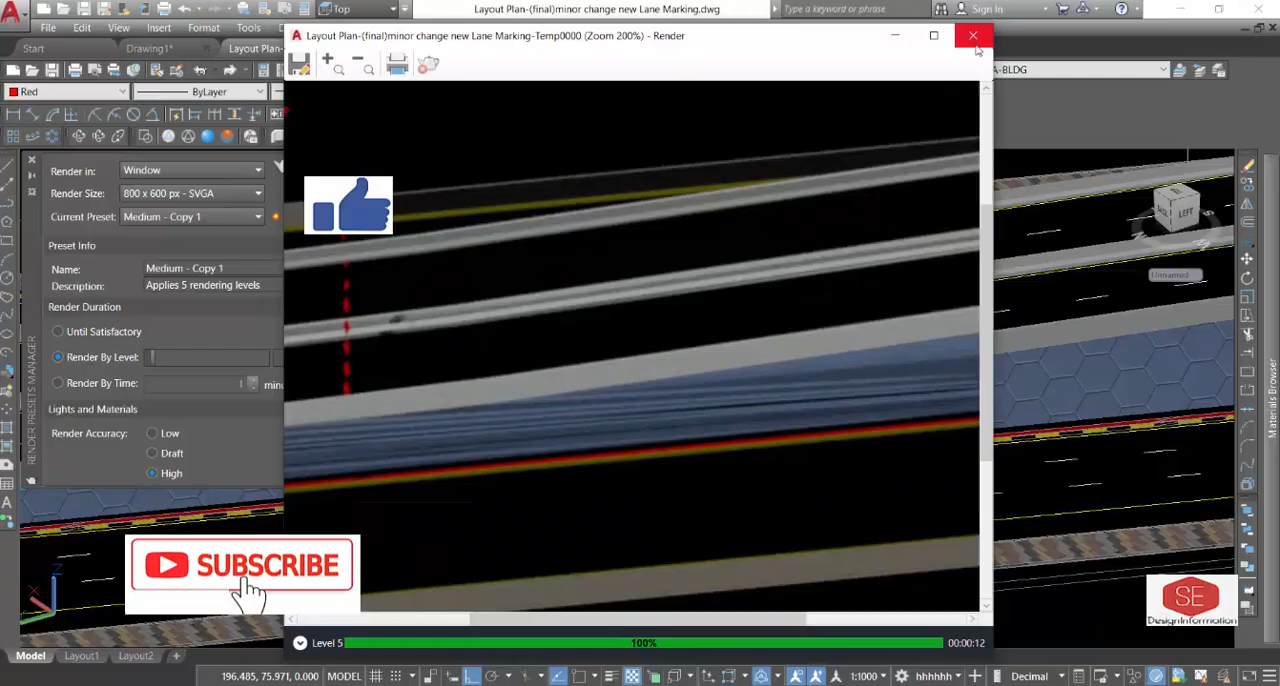 Top
Layout Plan-(final)minor change new Lane Marking.dwg
Type a keyword or phrase
Sign In
File Edit View Insert Format Tools
Start
Drawing1*
Layout Plan-
Layout Plan-(final)minor change new Lane Marking-Temp0000 (Zoom 200%) - Render
A-BLDG
Red
ByLayer
Render in: Window
Render Size: 800 x 600 px - SVGA
Current Preset: Medium - Copy 1
Preset Info
Name: Medium - Copy 1
Description: Applies 5 rendering levels
Render Duration
Until Satisfactory
Render By Level:
Render By Time: 1
Lights and Materials
Render Accuracy: Low
Draft
High
RENDER PRESETS MANAGER
LEFT
Unnamed
Materials Browser
SUBSCRIBE
SE
DesignInformation
Level 5
100%
00:00:12
Model
Layout1
Layout2
+
196.485, 75.971, 0.000
MODEL
1:1000
hhhhhh
Decimal